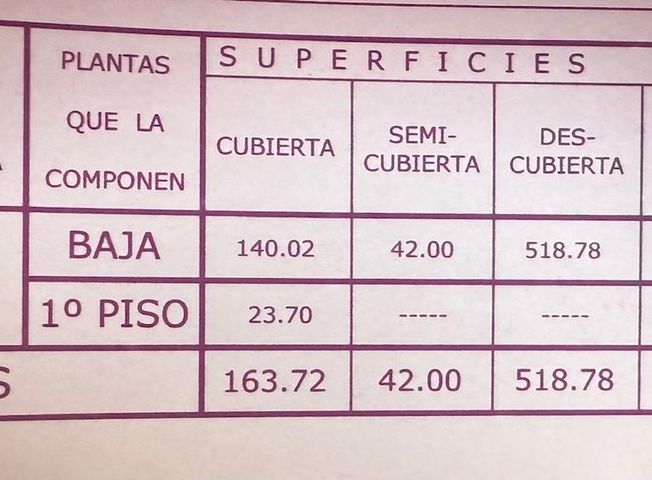 PLANTAS
QUE LA
COMPONEN
SUPERFICIES
CUBIERTA
SEMI-
CUBIERTA
DES-
CUBIERTA
BAJA 140.02 42.00 518.78
1º PISO 23.70 ----- -----
S 163.72 42.00 518.78